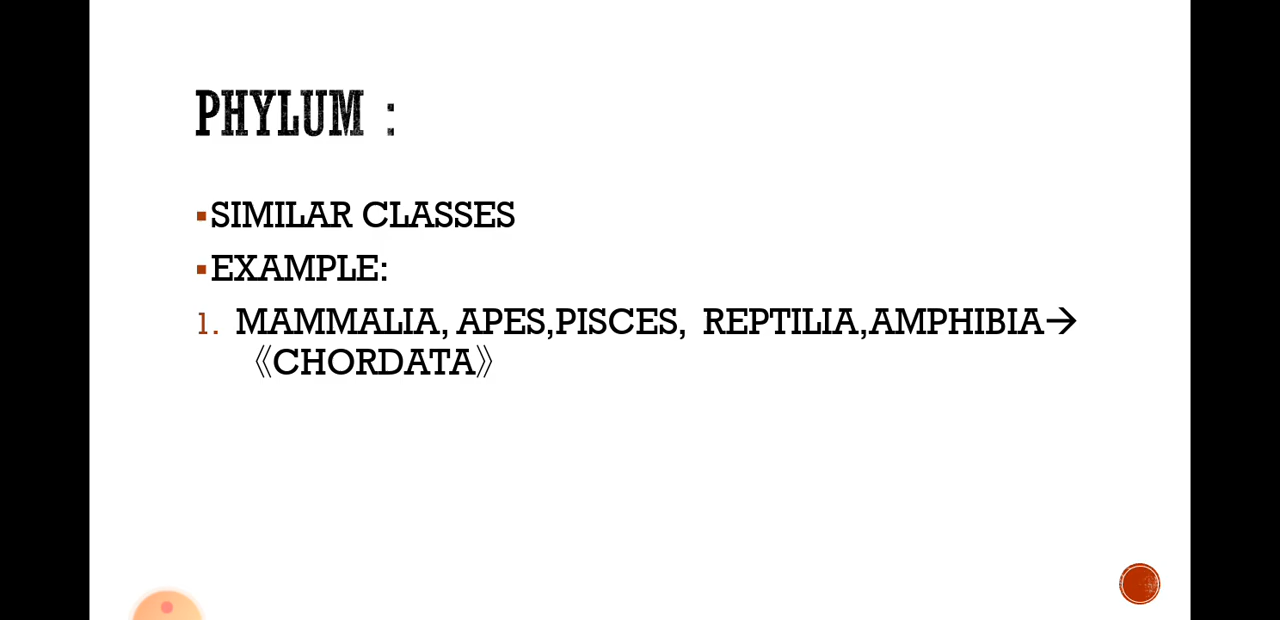 PHYLUM :
▪SIMILAR CLASSES
▪EXAMPLE:
1. MAMMALIA, APES,PISCES, REPTILIA,AMPHIBIA→
《CHORDATA》